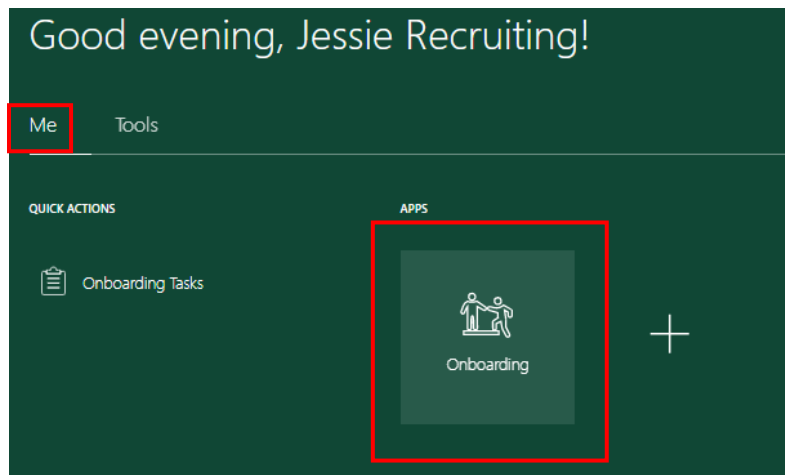 Good evening, Jessie Recruiting!
Me Tools
QUICK ACTIONS
APPS
Onboarding Tasks
Onboarding